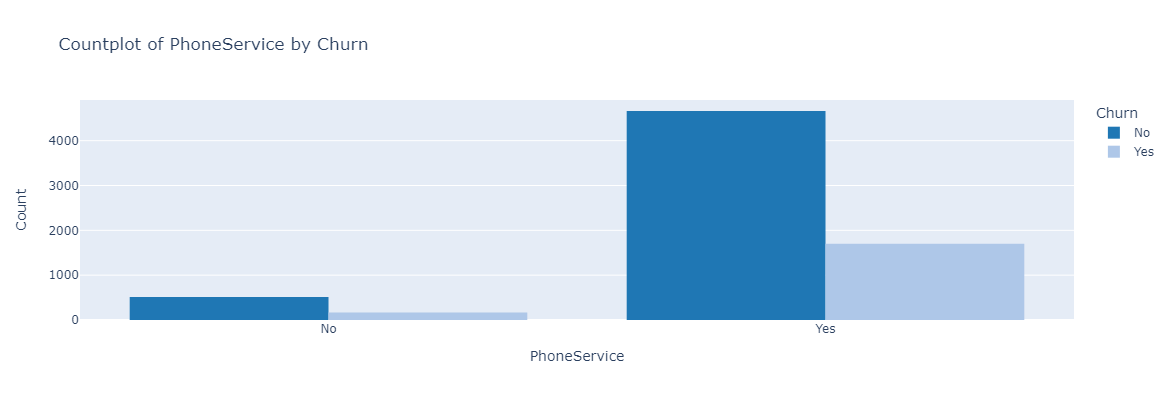 Countplot of PhoneService by Churn
Churn
No
Yes
Count
4000
3000
2000
1000
0
No
Yes
PhoneService